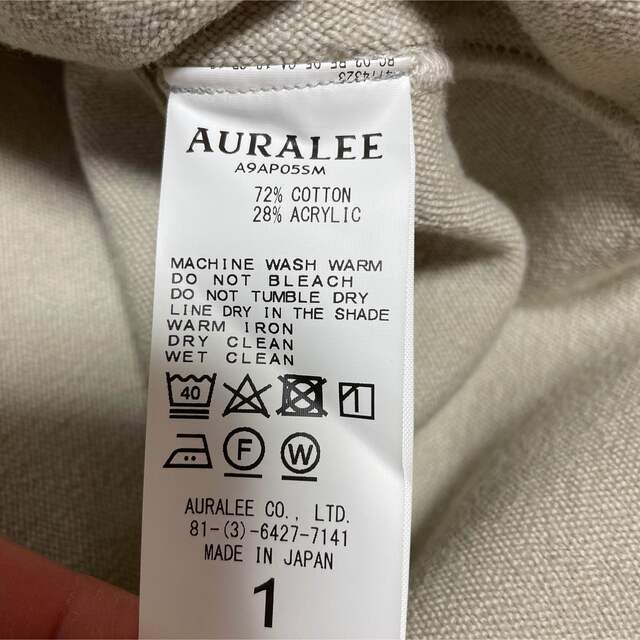 AURALEE
A9AP05SM
72% COTTON
28% ACRYLIC
MACHINE WASH WARM
DO NOT BLEACH
DO NOT TUMBLE DRY
LINE DRY IN THE SHADE
WARM IRON
DRY CLEAN
WET CLEAN
40
F
W
AURALEE CO., LTD.
81-(3)-6427-7141
MADE IN JAPAN
1